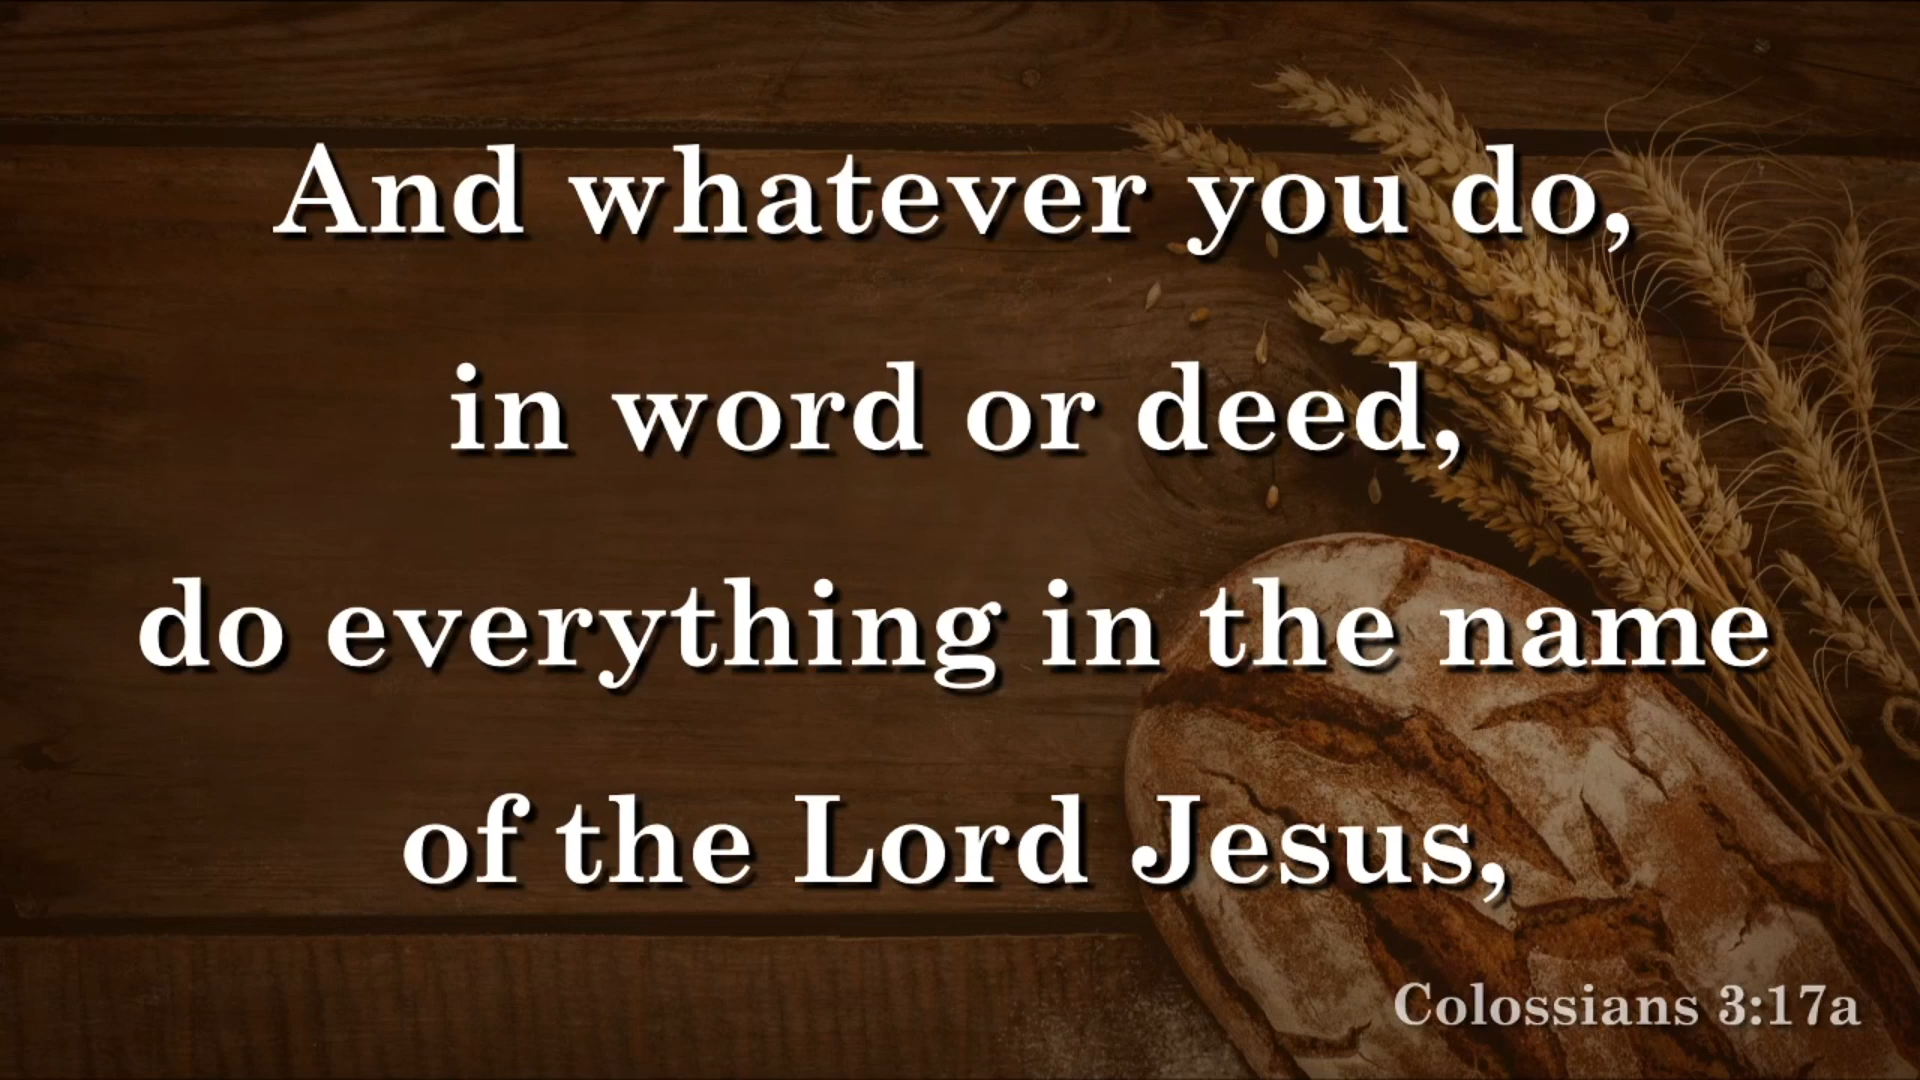 And whatever you do,
in word or deed,
do everything in the name
of the Lord Jesus,
Colossians 3:17a